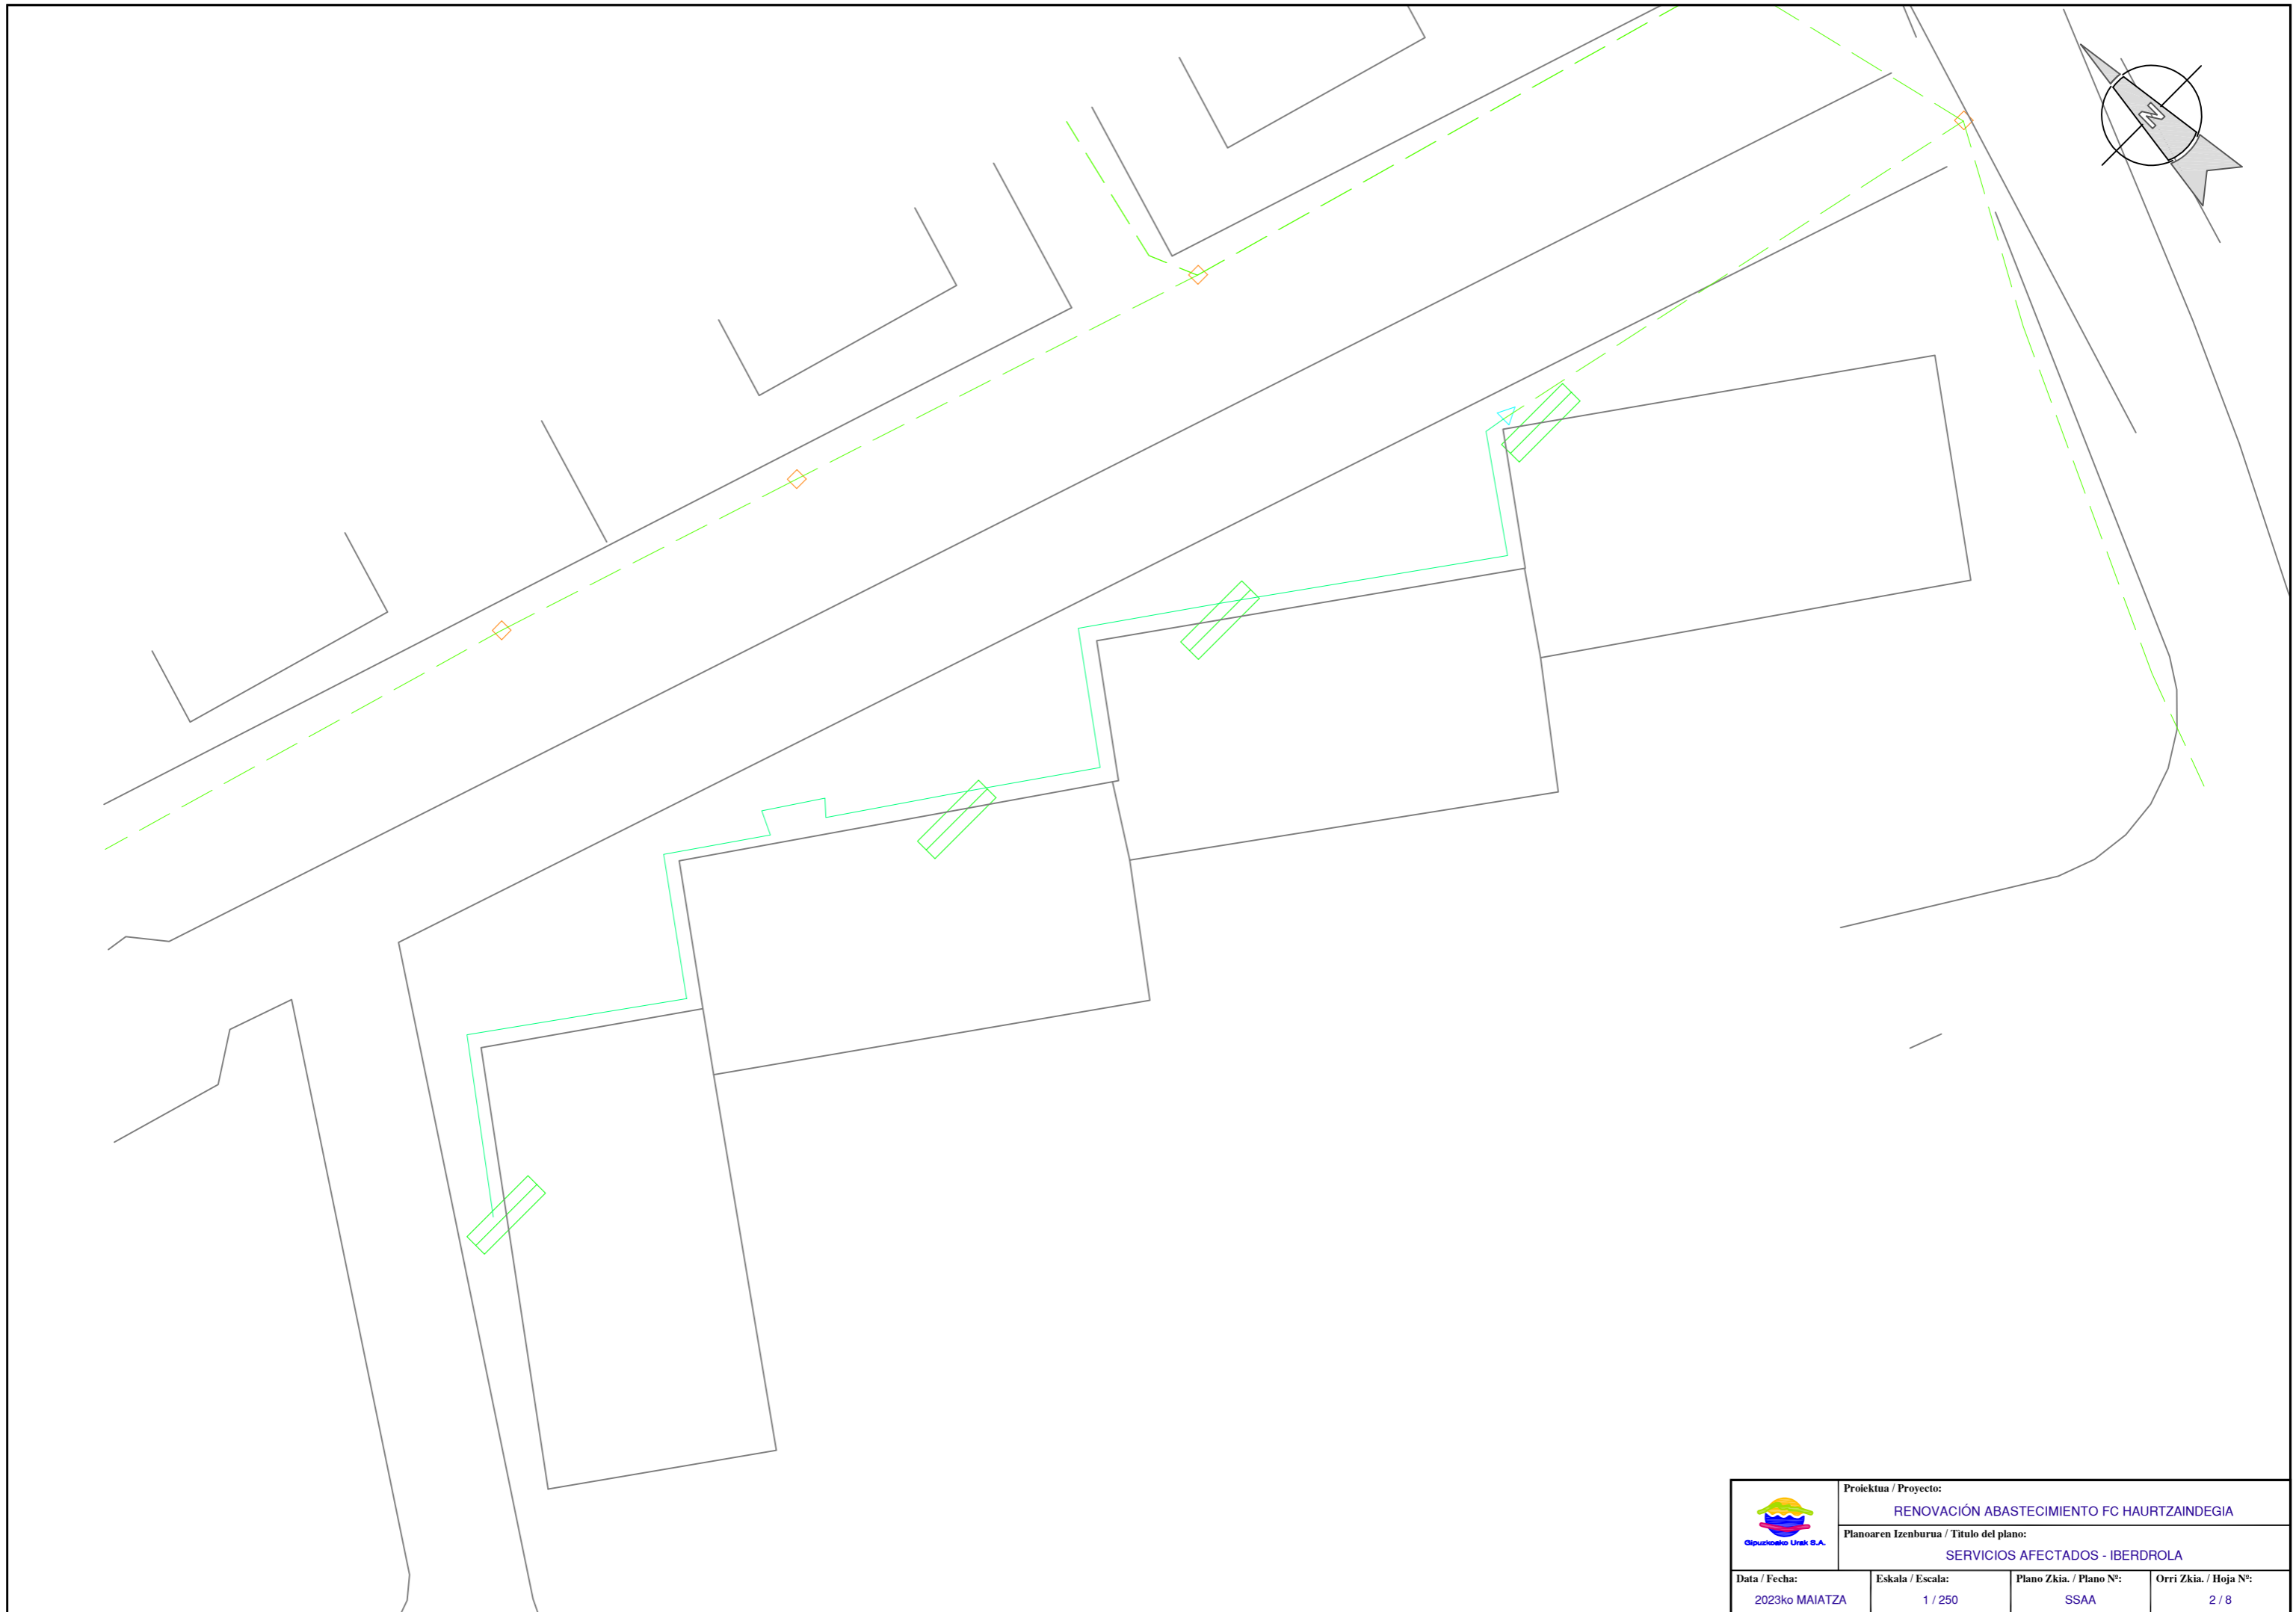 N
Proiektua / Proyecto:
RENOVACIÓN ABASTECIMIENTO FC HAURTZAINDEGIA
Planoaren Izenburua / Titulo del plano:
SERVICIOS AFECTADOS - IBERDROLA
Gipuzkoako Urak S.A.
Data / Fecha:
2023ko MAIATZA
Eskala / Escala:
1 / 250
Plano Zkia. / Plano Nº:
SSAA
Orri Zkia. / Hoja Nº:
2 / 8